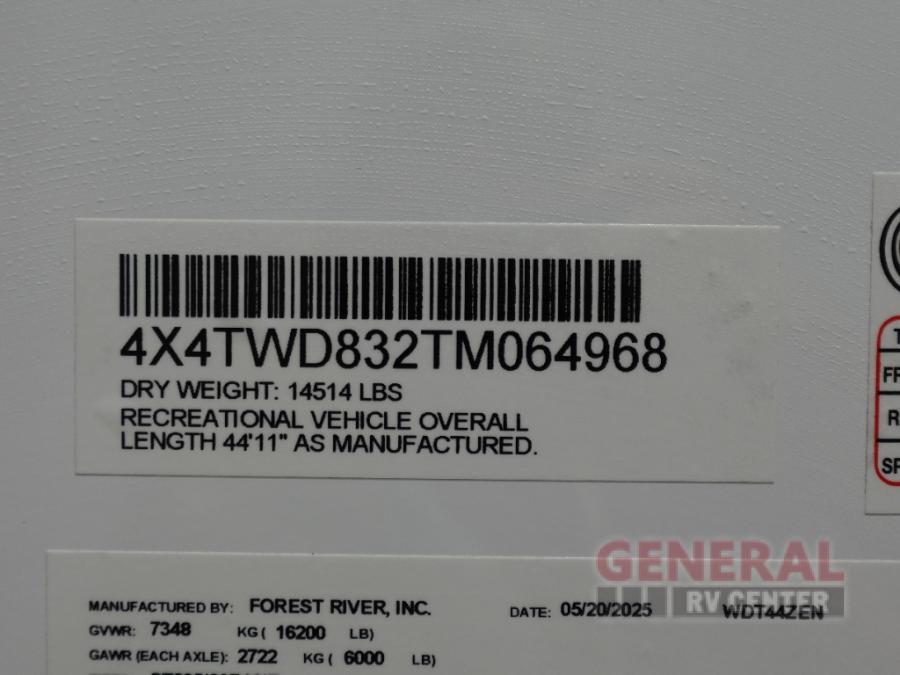 4X4TWD832TM064968
DRY WEIGHT: 14514 LBS
RECREATIONAL VEHICLE OVERALL
LENGTH 44'11" AS MANUFACTURED.
T
FR
R
SP
GENERAL
RV CENTER
MANUFACTURED BY: FOREST RIVER, INC. DATE: 05/20/2025 WDT44ZEN
GVWR: 7348 KG( 16200 LB)
GAWR (EACH AXLE): 2722 KG( 6000 LB)